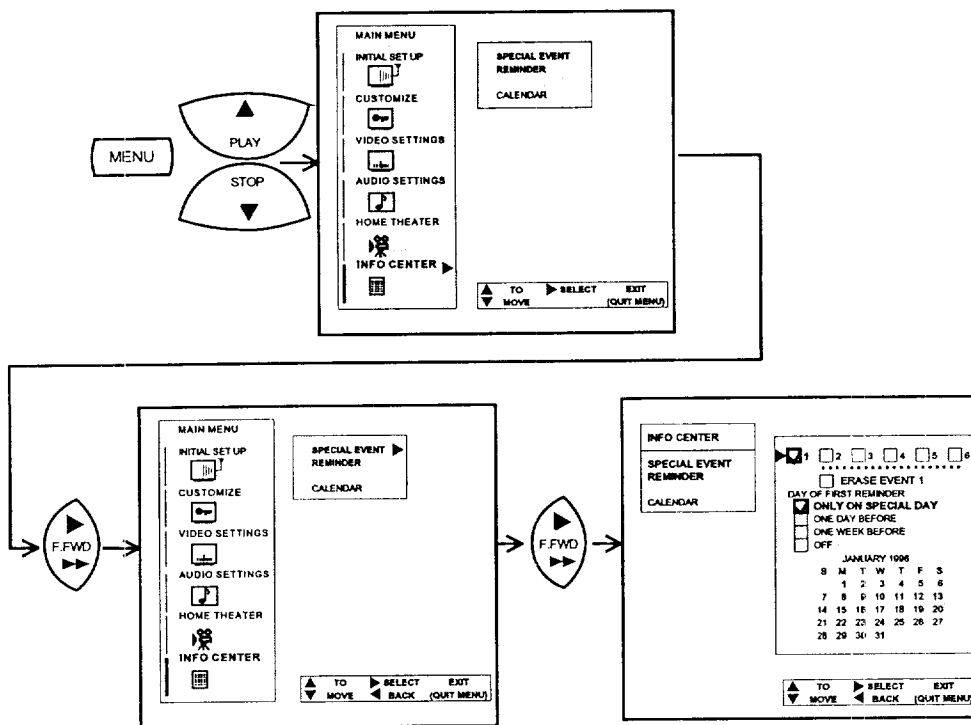 MENU
PLAY
STOP
MAIN MENU
INITIAL SET UP
CUSTOMIZE
VIDEO SETTINGS
AUDIO SETTINGS
HOME THEATER
INFO CENTER
SPECIAL EVENT
REMINDER
CALENDAR
TO SELECT EXIT
MOVE (QUIT MENU)
F.FWD
MAIN MENU
INITIAL SET UP
CUSTOMIZE
VIDEO SETTINGS
AUDIO SETTINGS
HOME THEATER
INFO CENTER
SPECIAL EVENT
REMINDER
CALENDAR
TO SELECT EXIT
MOVE BACK (QUIT MENU)
F.FWD
INFO CENTER
SPECIAL EVENT
REMINDER
CALENDAR
1 2 3 4 5 6
ERASE EVENT 1
DAY OF FIRST REMINDER
ONLY ON SPECIAL DAY
ONE DAY BEFORE
ONE WEEK BEFORE
OFF
JANUARY 1996
S M T W T F S
1 2 3 4 5 6
7 8 9 10 11 12 13
14 15 16 17 18 19 20
21 22 23 24 25 26 27
28 29 30 31
TO SELECT EXIT
MOVE BACK (QUIT MENU)